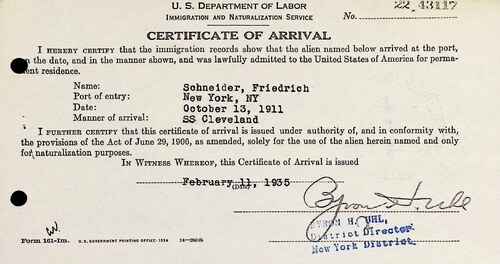 U. S. DEPARTMENT OF LABOR
IMMIGRATION AND NATURALIZATION SERVICE
No. 22 43117
CERTIFICATE OF ARRIVAL
I HEREBY CERTIFY that the immigration records show that the alien named below arrived at the port,
on the date, and in the manner shown, and was lawfully admitted to the United States of America for perma-
nent residence.
Name: Schneider, Friedrich
Port of entry: New York, NY
Date: October 13, 1911
Manner of arrival: SS Cleveland
I FURTHER CERTIFY that this certificate of arrival is issued under authority of, and in conformity with,
the provisions of the Act of June 29, 1906, as amended, solely for the use of the alien herein named and only
for naturalization purposes.
IN WITNESS WHEREOF, this Certificate of Arrival is issued
February 11, 1935
(Date)
Byron H. Uhl
BYRON H. UHL,
District Director
New York District.
Form 161-Im.
U. S. GOVERNMENT PRINTING OFFICE: 1934